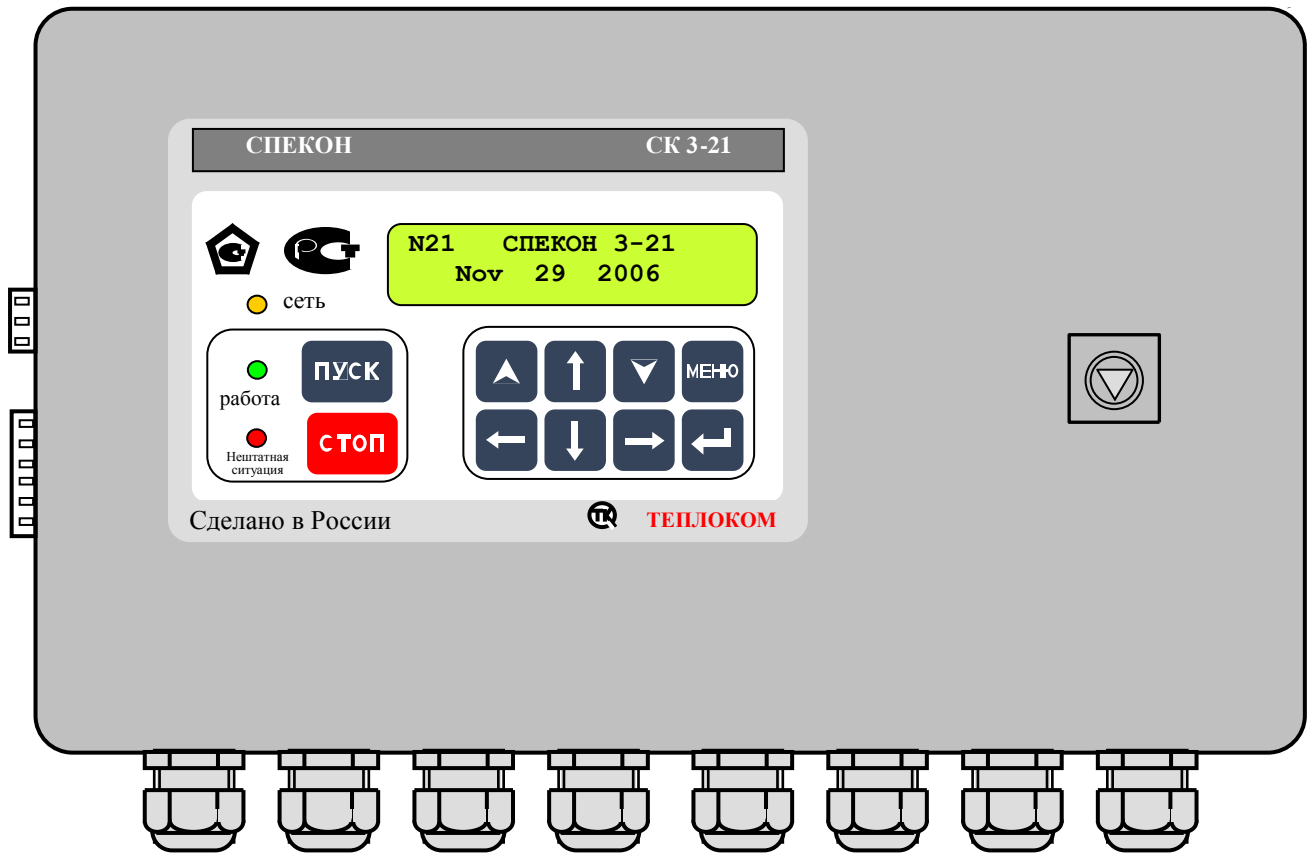 СПЕКОН СК 3-21
N21 СПЕКОН 3-21
Nov 29 2006
сеть
ПУСК
работа
СТОП
Нештатная
ситуация
МЕНЮ
Сделано в России
ТК ТЕПЛОКОМ